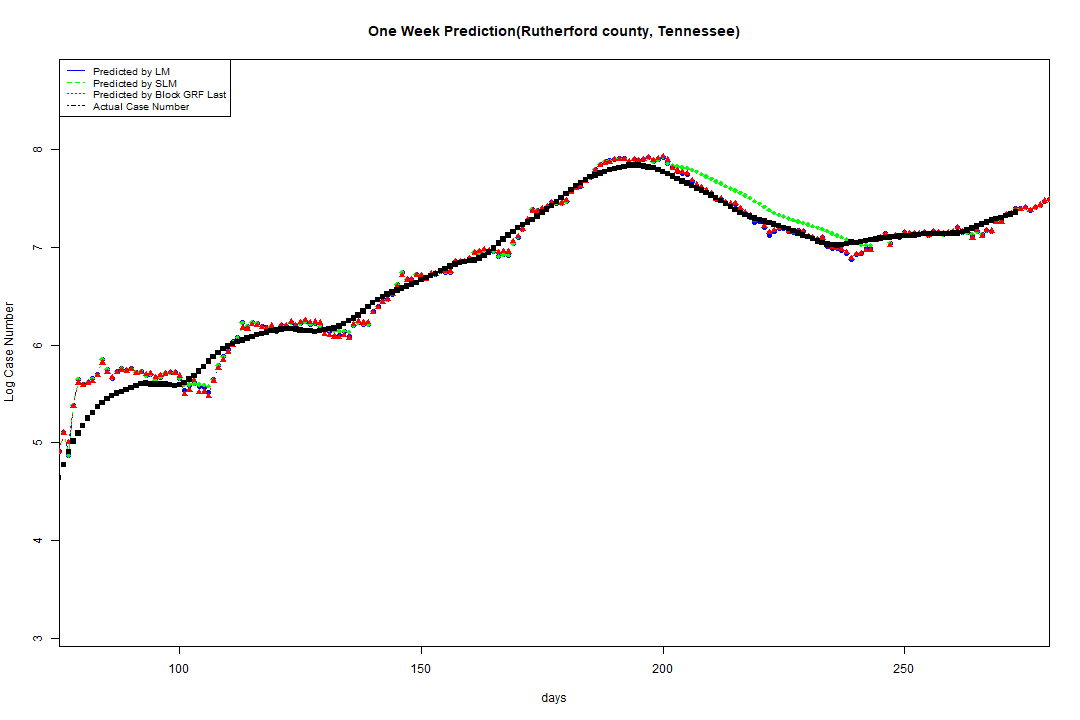 One Week Prediction(Rutherford county, Tennessee)
Predicted by LM
Predicted by SLM
Predicted by Block GRF Last
Actual Case Number
Log Case Number
8
7
6
5
4
3
100 150 200 250
days